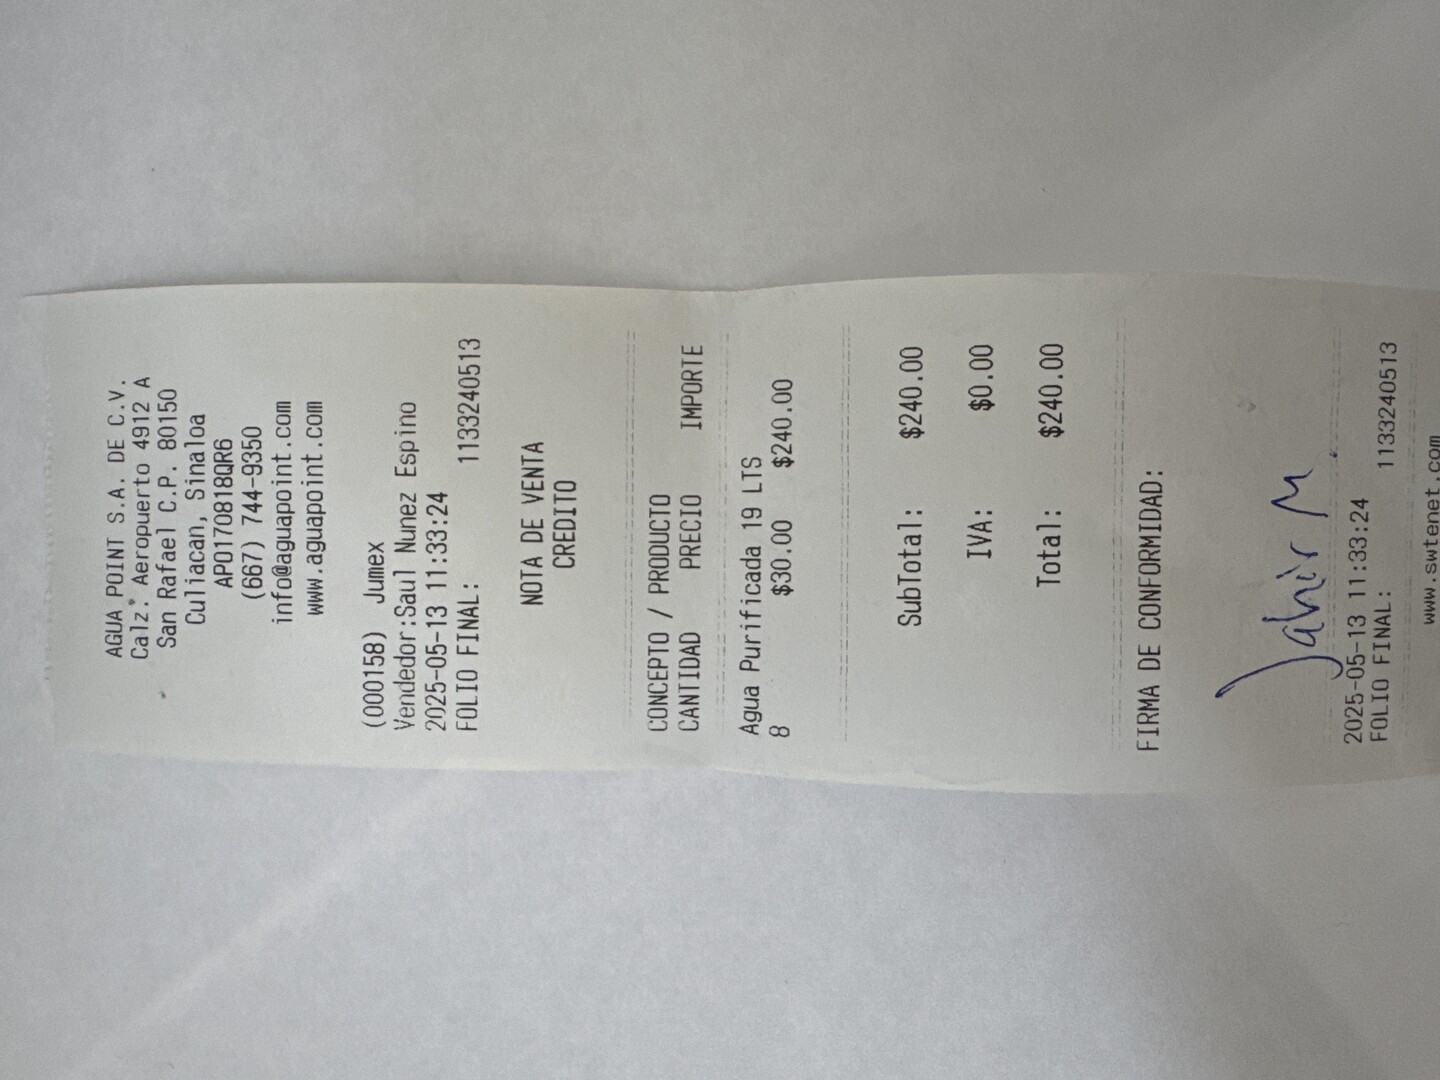 AGUA POINT S.A. DE C.V.
Calz. Aeropuerto 4912 A
San Rafael C.P. 80150
Culiacan, Sinaloa
APO170818QR6
(667) 744-9350
info@aguapoint.com
www.aguapoint.com
(000158) Jumex
Vendedor:Saul Nunez Espino
2025-05-13 11:33:24
FOLIO FINAL: 1133240513
NOTA DE VENTA
CREDITO
CONCEPTO / PRODUCTO
CANTIDAD PRECIO IMPORTE
Agua Purificada 19 LTS
8 $30.00 $240.00
SubTotal: $240.00
IVA: $0.00
Total: $240.00
FIRMA DE CONFORMIDAD:
Jahir M.
2025-05-13 11:33:24
FOLIO FINAL: 1133240513
www.swtenet.com